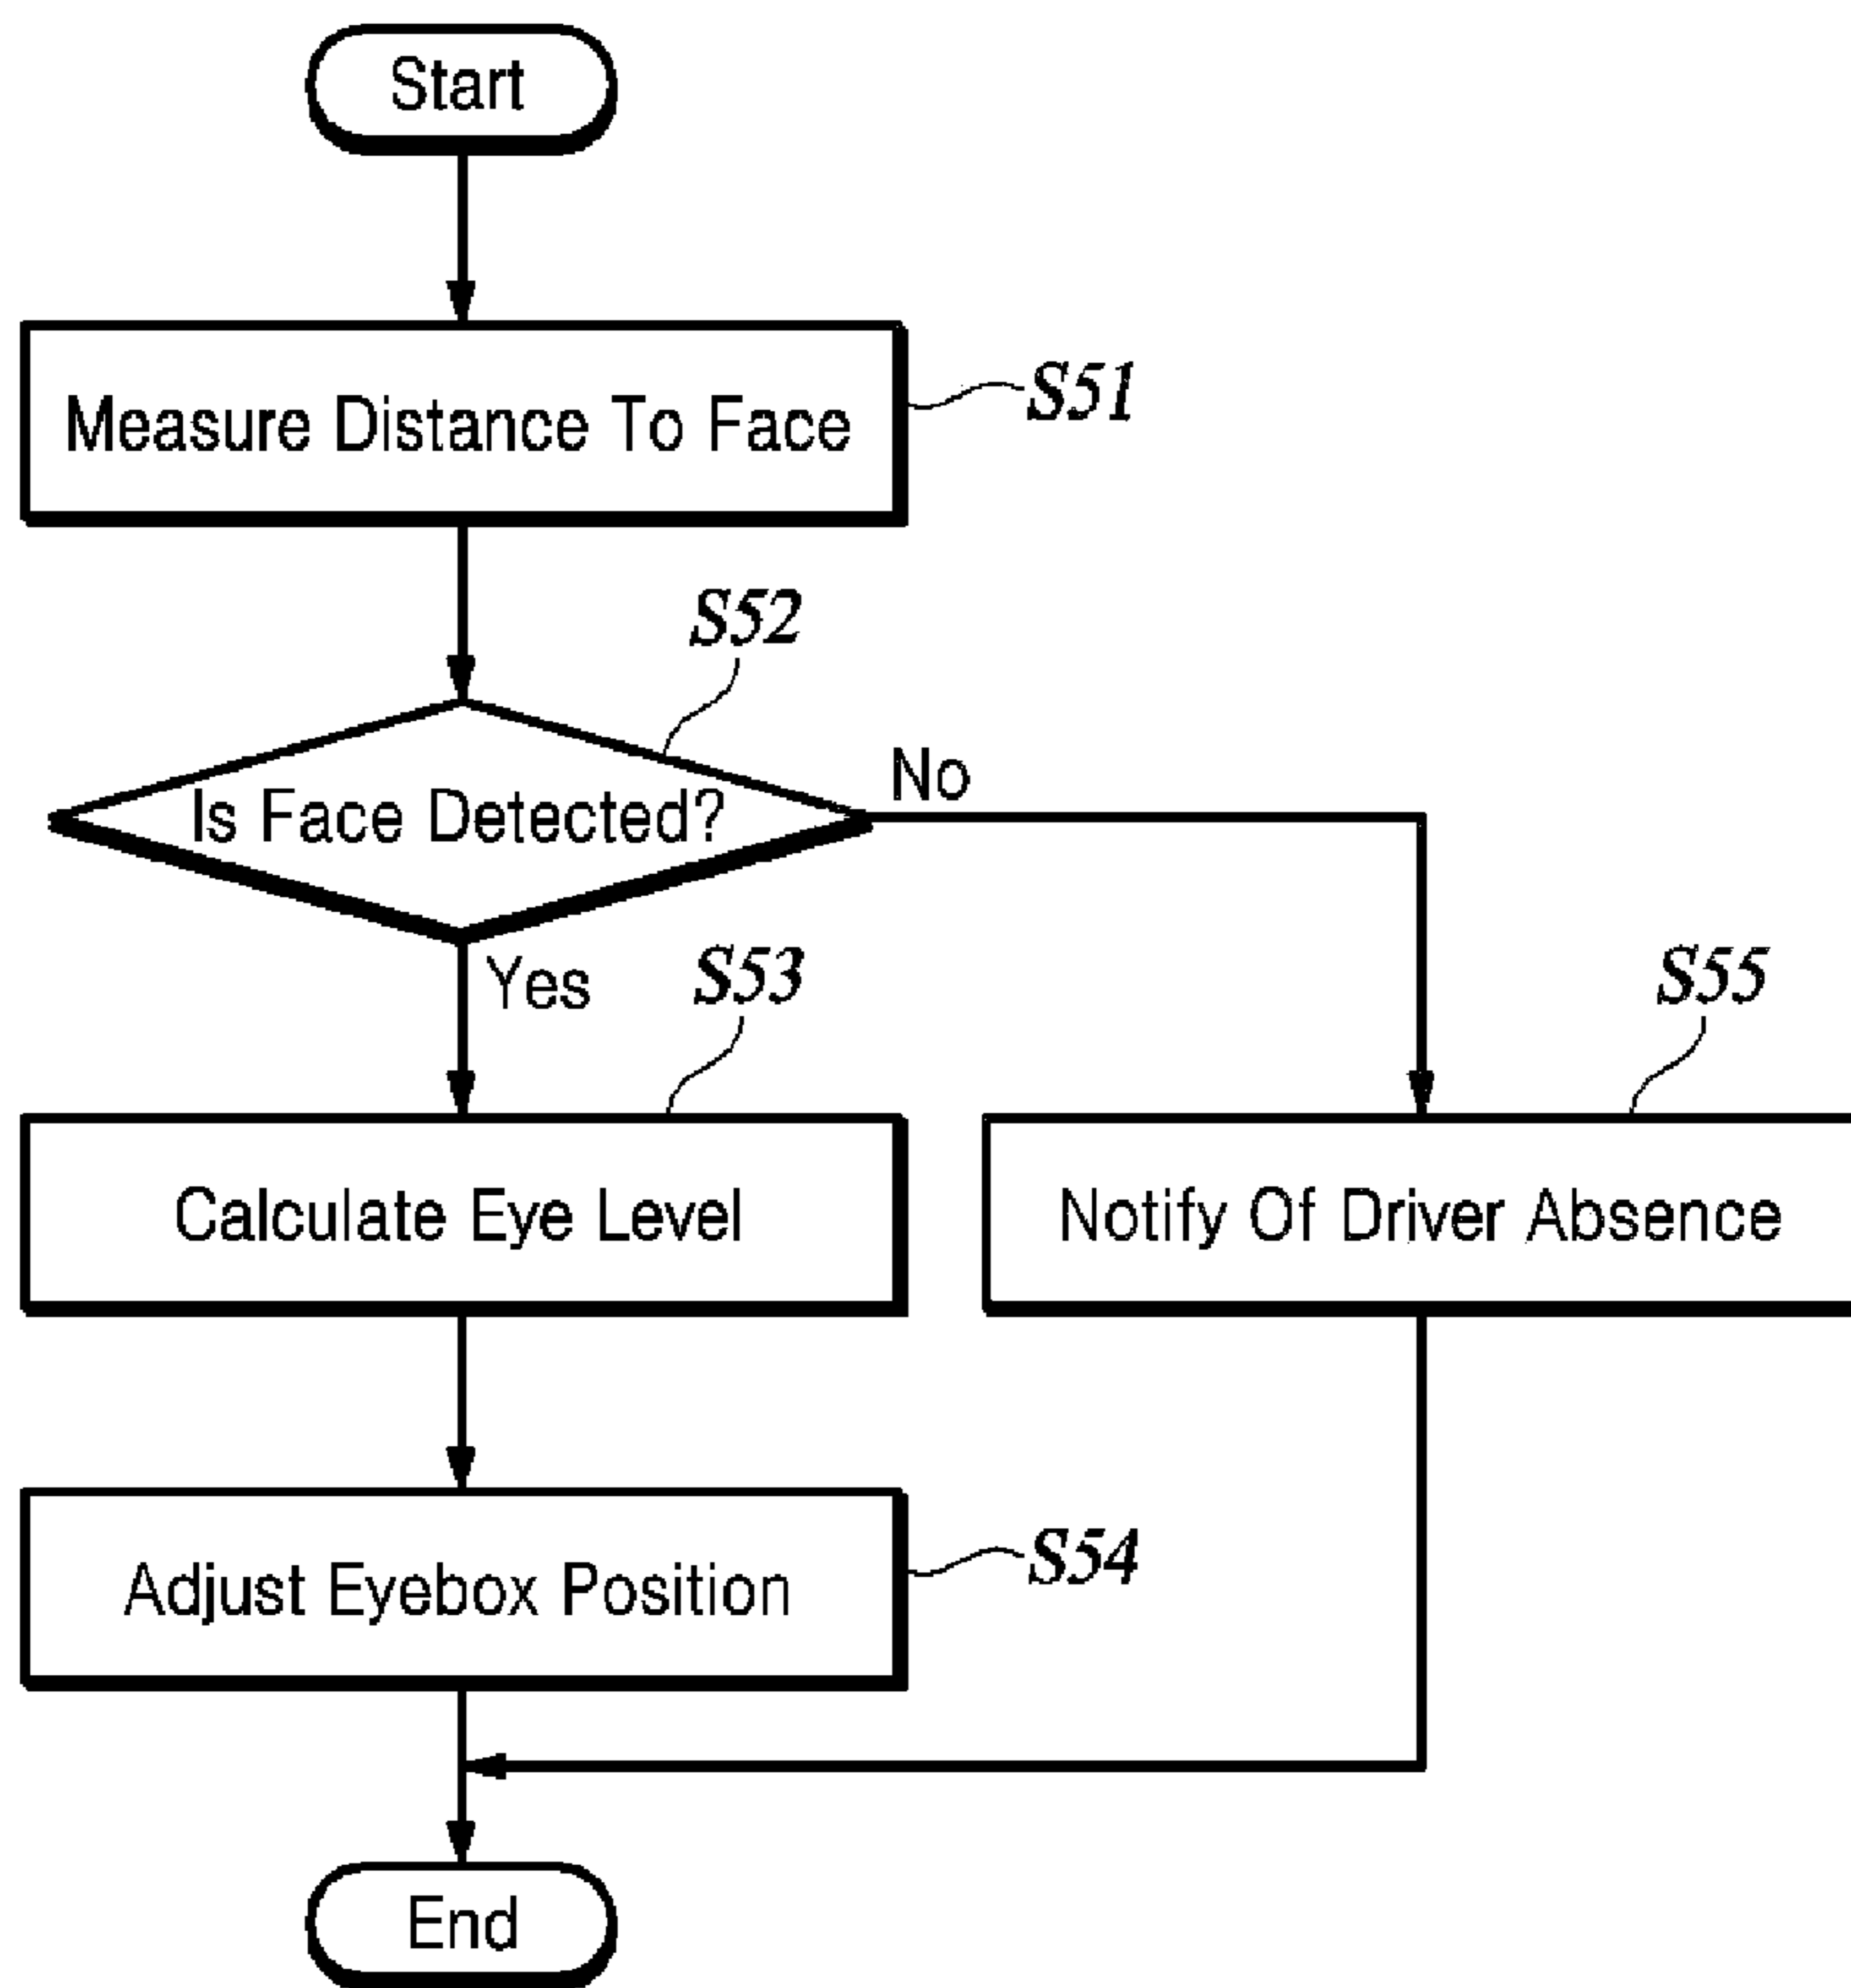 Start
Measure Distance To Face
S51
S52
Is Face Detected?
No
Yes
S53
S55
Calculate Eye Level
Notify Of Driver Absence
Adjust Eyebox Position
S54
End